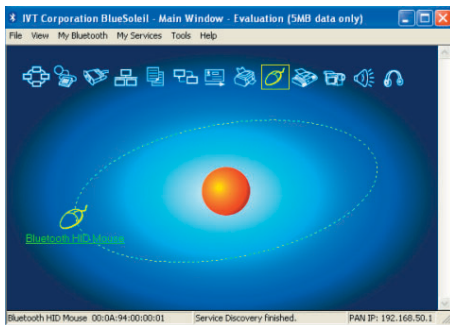 IVT Corporation BlueSoleil - Main Window - Evaluation (5MB data only)
File View My Bluetooth My Services Tools Help
Bluetooth HID Mouse
Bluetooth HID Mouse 00:0A:94:00:00:01 Service Discovery finished. PAN IP: 192.168.50.1